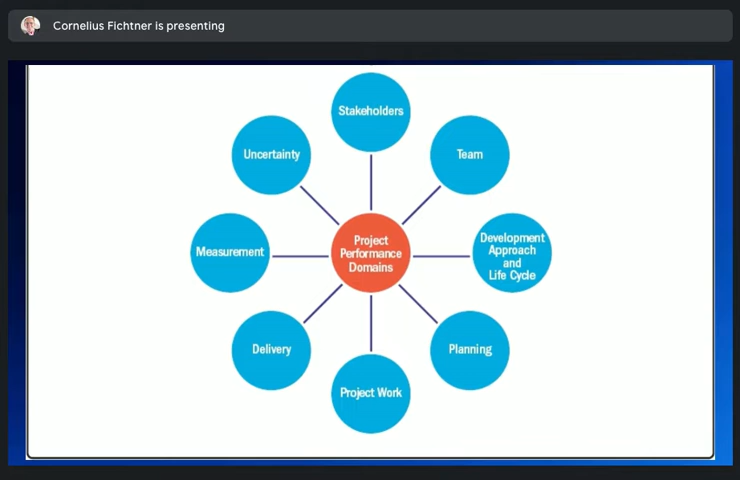 Cornelius Fichtner is presenting
Stakeholders
Uncertainty
Team
Measurement
Project
Performance
Domains
Development
Approach
and
Life Cycle
Delivery
Planning
Project Work